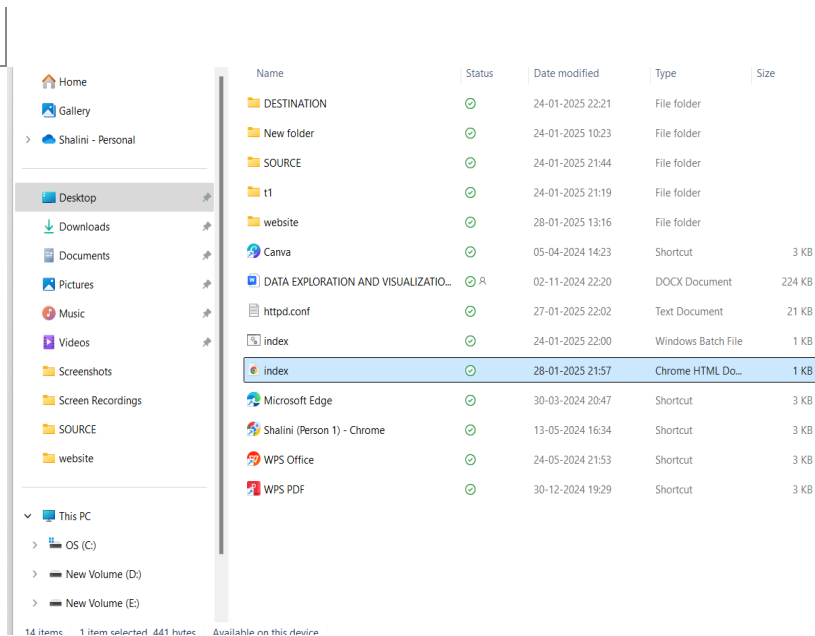 Home
Gallery
Shalini - Personal
Desktop
Downloads
Documents
Pictures
Music
Videos
Screenshots
Screen Recordings
SOURCE
website
This PC
OS (C:)
New Volume (D:)
New Volume (E:)
Name Status Date modified Type Size
DESTINATION 24-01-2025 22:21 File folder
New folder 24-01-2025 10:23 File folder
SOURCE 24-01-2025 21:44 File folder
t1 24-01-2025 21:19 File folder
website 28-01-2025 13:16 File folder
Canva 05-04-2024 14:23 Shortcut 3 KB
DATA EXPLORATION AND VISUALIZATIO... 02-11-2024 22:20 DOCX Document 224 KB
httpd.conf 27-01-2025 22:02 Text Document 21 KB
index 24-01-2025 22:00 Windows Batch File 1 KB
index 28-01-2025 21:57 Chrome HTML Do... 1 KB
Microsoft Edge 30-03-2024 20:47 Shortcut 3 KB
Shalini (Person 1) - Chrome 13-05-2024 16:34 Shortcut 3 KB
WPS Office 24-05-2024 21:53 Shortcut 3 KB
WPS PDF 30-12-2024 19:29 Shortcut 3 KB
14 items 1 item selected 441 bytes Available on this device